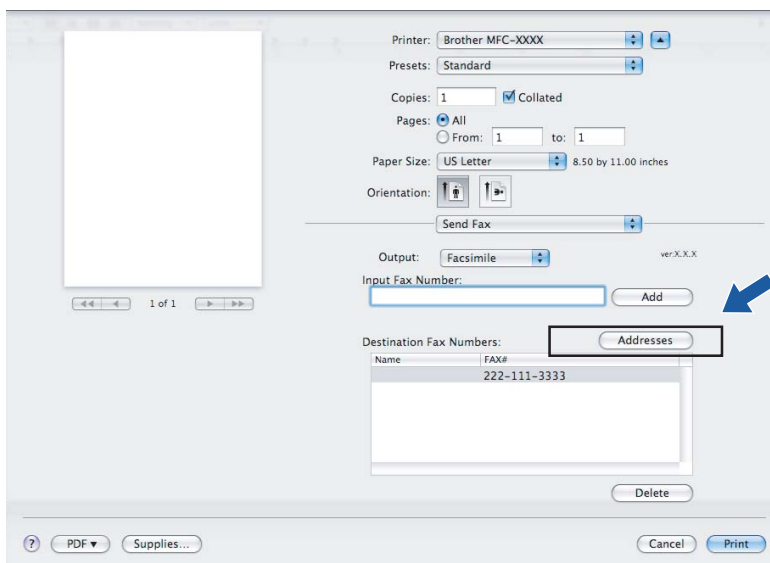 Printer: Brother MFC-XXXX
Presets: Standard
Copies: 1 Collated
Pages: All
From: 1 to: 1
Paper Size: US Letter 8.50 by 11.00 inches
Orientation:
Send Fax
Output: Facsimile ver.X.X.X
Input Fax Number:
Add
1 of 1
Addresses
Destination Fax Numbers:
Name FAX#
222-111-3333
Delete
? PDF Supplies... Cancel Print